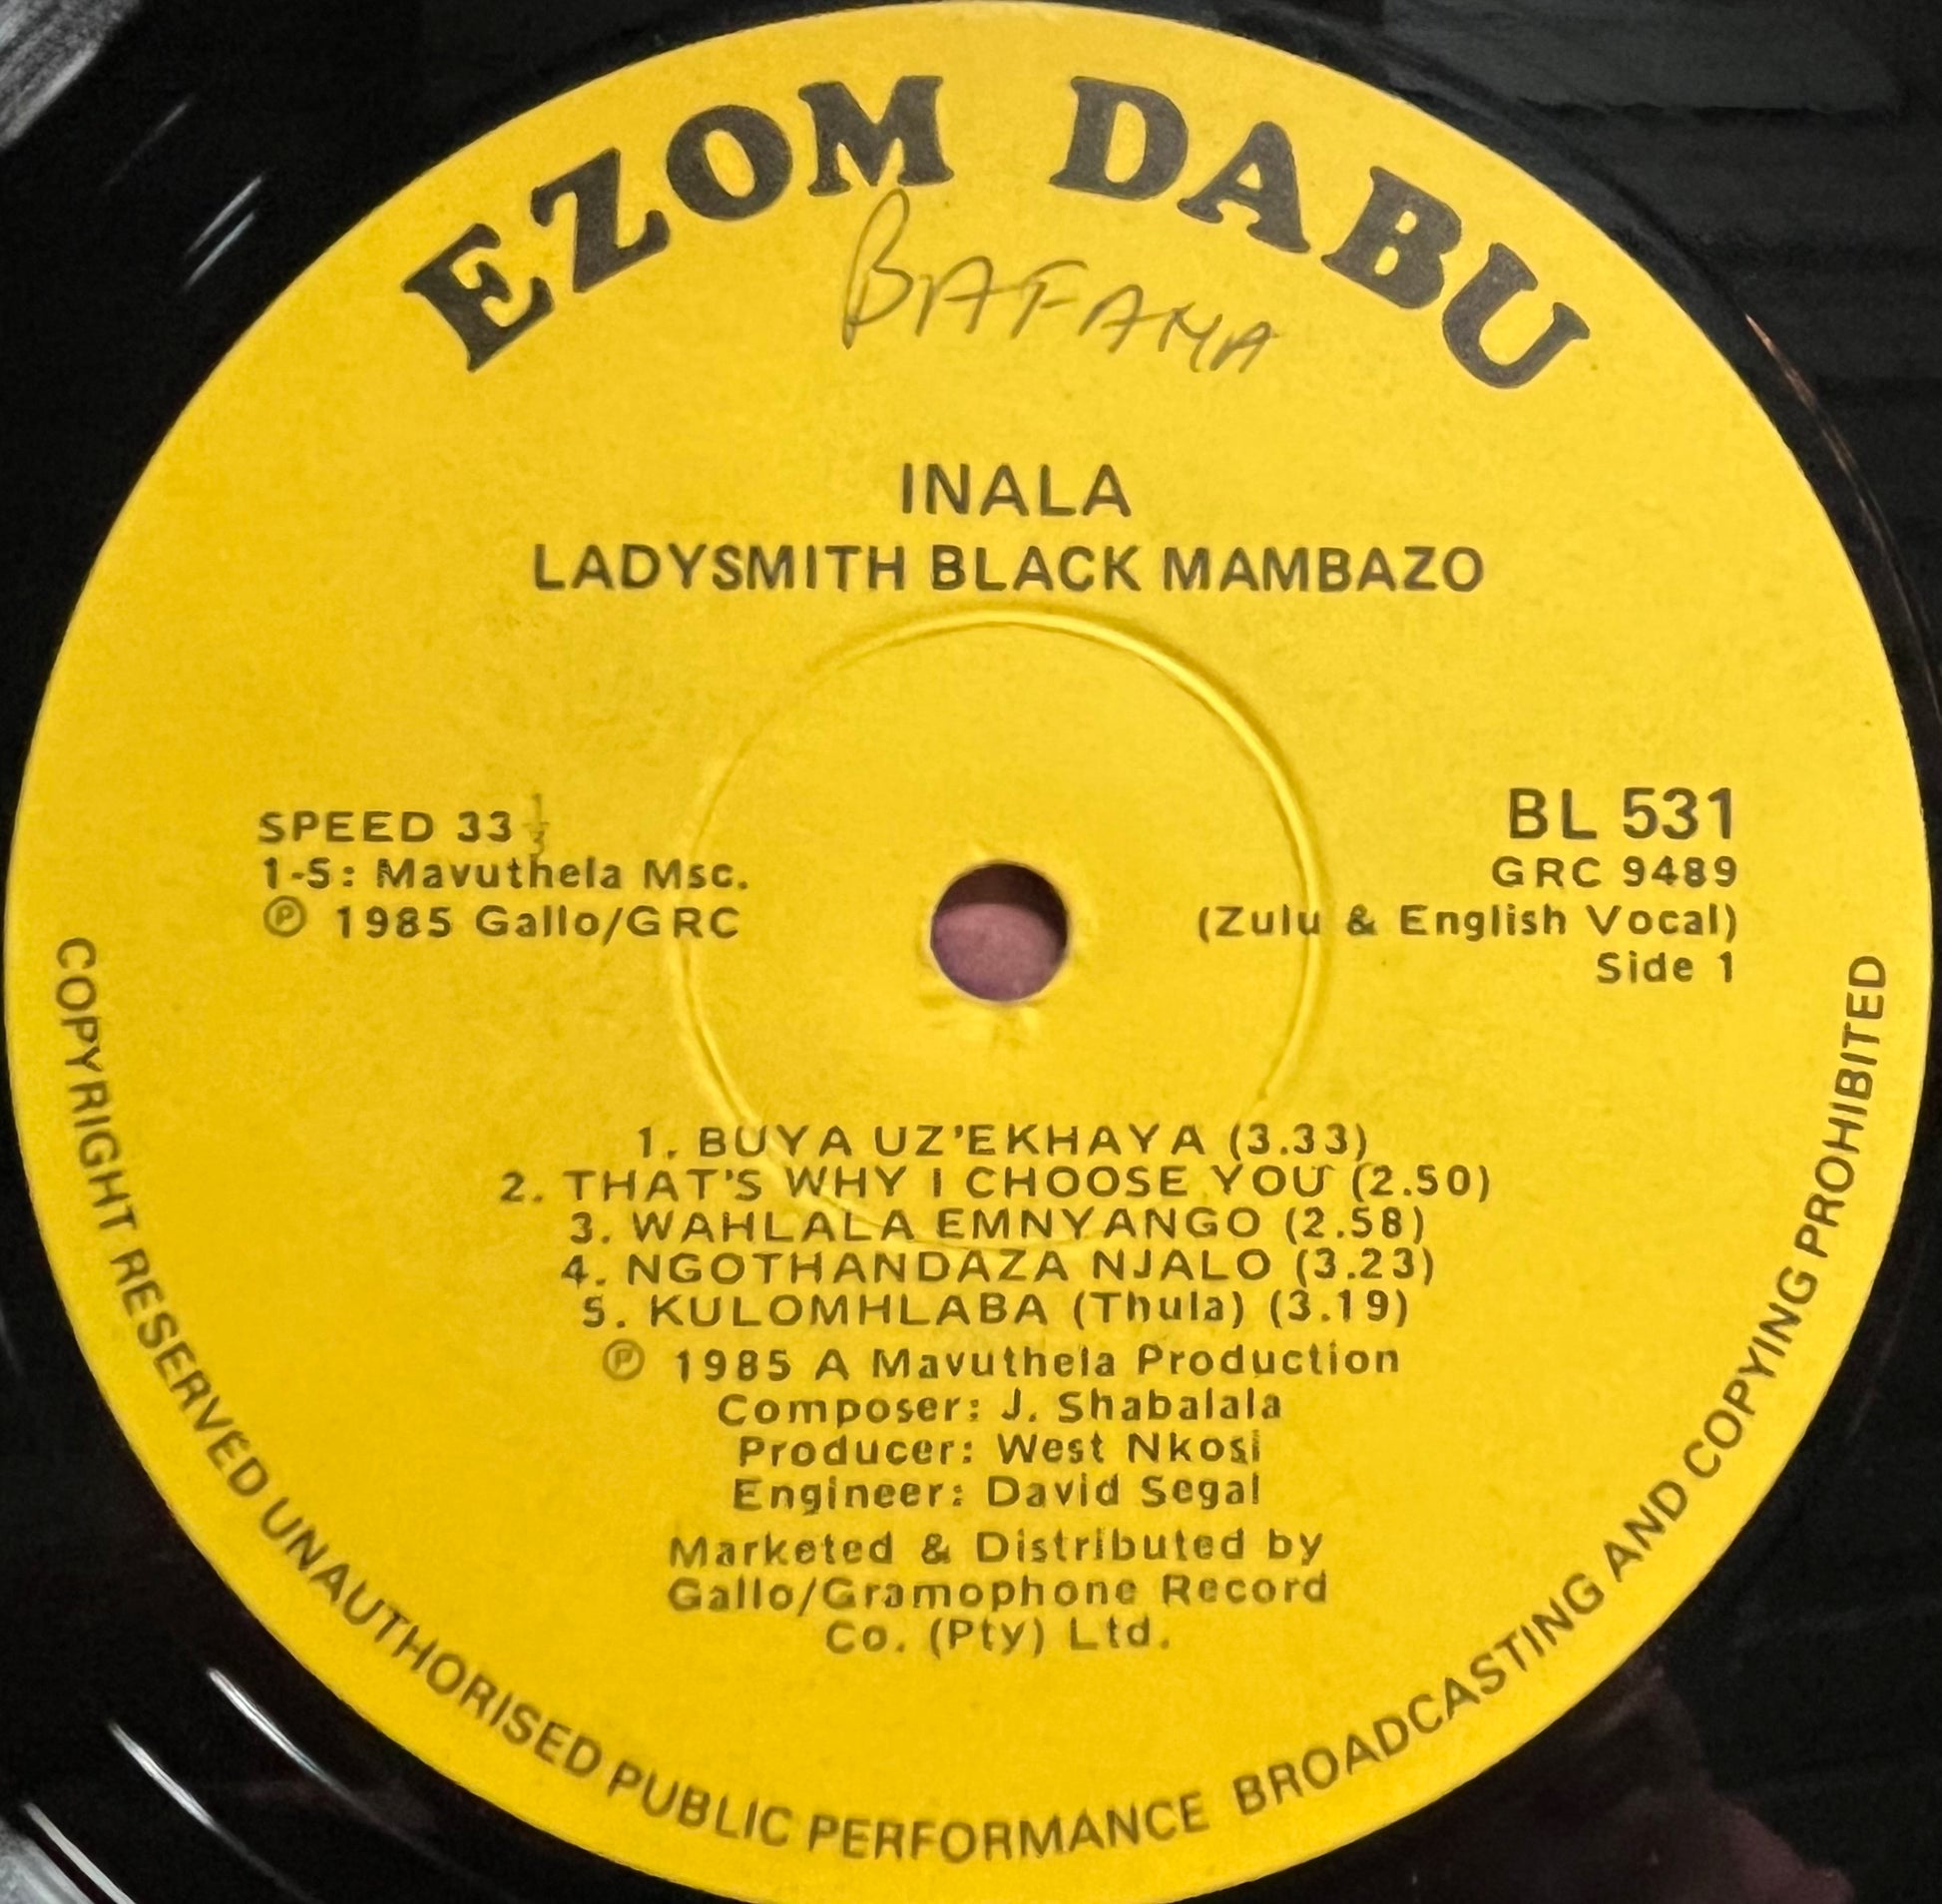 EZOM DABU
BAFANA
INALA
LADYSMITH BLACK MAMBAZO
SPEED 33 1/3
1-5: Mavuthela Msc.
Ⓟ 1985 Gallo/GRC
BL 531
GRC 9489
(Zulu & English Vocal)
Side 1
1. BUYA UZ'EKHAYA (3.33)
2. THAT'S WHY I CHOOSE YOU (2.50)
3. WAHLALA EMNYANGO (2.58)
4. NGOTHANDAZA NJALO (3.23)
5. KULOMHLABA (Thula) (3.19)
Ⓟ 1985 A Mavuthela Production
Composer: J. Shabalala
Producer: West Nkosi
Engineer: David Segal
Marketed & Distributed by
Gallo/Gramophone Record
Co. (Pty) Ltd.
COPYRIGHT RESERVED UNAUTHORISED PUBLIC PERFORMANCE BROADCASTING AND COPYING PROHIBITED